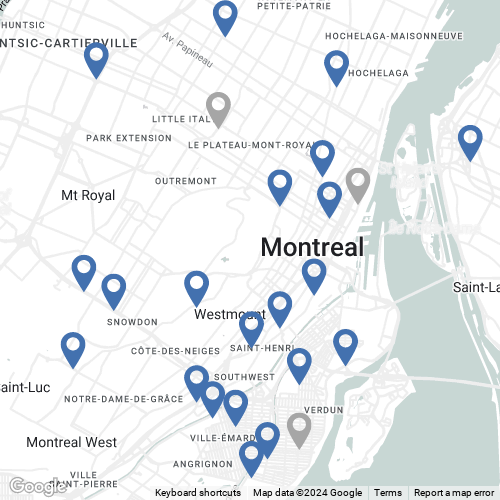 PETITE-PATRIE
HUNTSIC
NTSIC-CARTIERVILLE
HOCHELAGA-MAISONNEUVE
Av. Papineau
HOCHELAGA
LITTLE ITAL
PARK EXTENSION
LE PLATEAU-MONT-ROYAL
OUTREMONT
Mt Royal
Montreal
Saint-La
Westmount
SNOWDON
SAINT-HENRI
CÔTE-DES-NEIGES
SOUTHWEST
Saint-Luc
NOTRE-DAME-DE-GRÂCE
VERDUN
Montreal West
VILLE-ÉMARD
ANGRIGNON
VILLE
SAINT-PIERRE
Google
Keyboard shortcuts Map data ©2024 Google Terms Report a map error